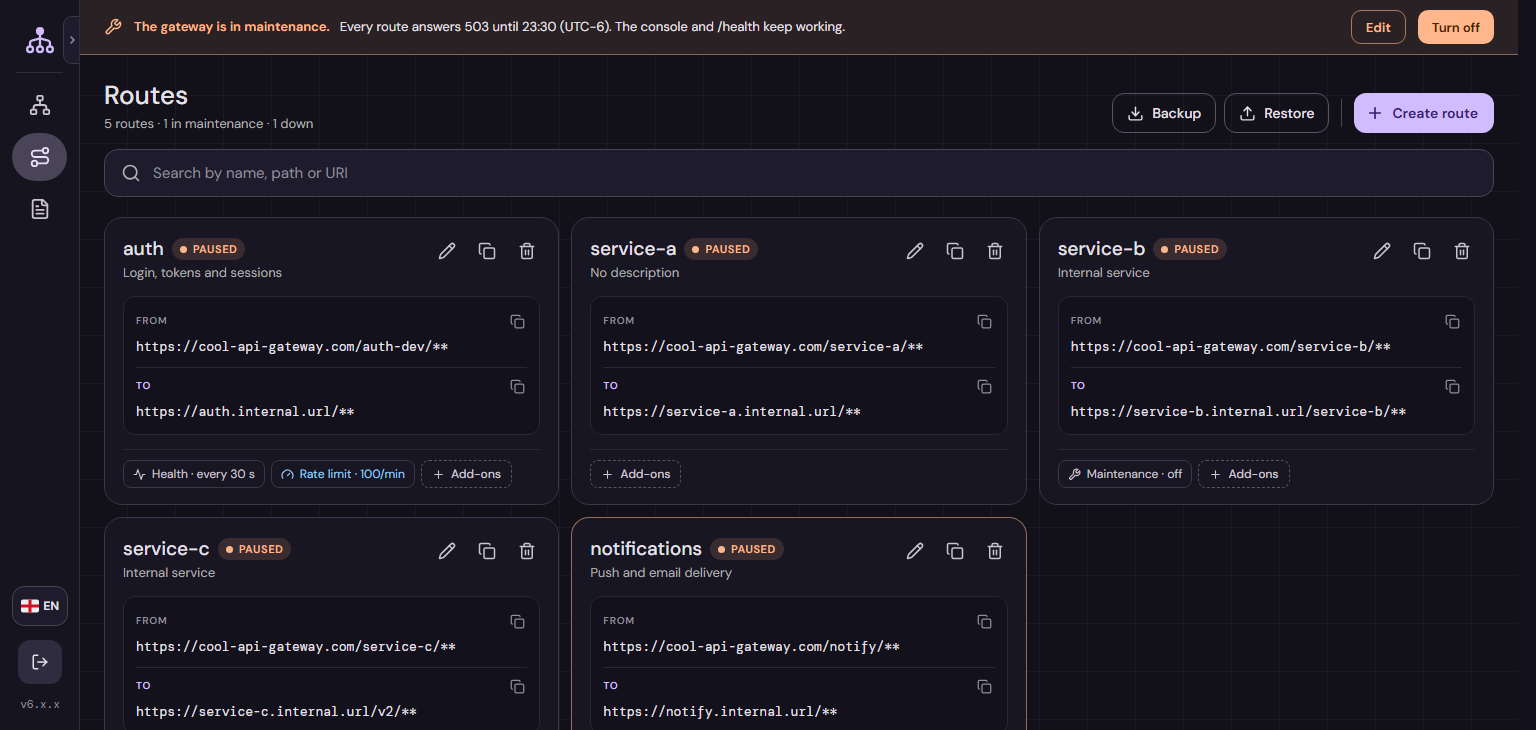 The gateway is in maintenance. Every route answers 503 until 23:30 (UTC-6). The console and /health keep working.
Edit
Turn off
Routes
5 routes · 1 in maintenance · 1 down
Backup
Restore
+ Create route
Search by name, path or URI
auth
PAUSED
Login, tokens and sessions
FROM
https://cool-api-gateway.com/auth-dev/**
TO
https://auth.internal.url/**
Health · every 30 s
Rate limit · 100/min
+ Add-ons
service-a
PAUSED
No description
FROM
https://cool-api-gateway.com/service-a/**
TO
https://service-a.internal.url/**
+ Add-ons
service-b
PAUSED
Internal service
FROM
https://cool-api-gateway.com/service-b/**
TO
https://service-b.internal.url/service-b/**
Maintenance · off
+ Add-ons
service-c
PAUSED
Internal service
FROM
https://cool-api-gateway.com/service-c/**
TO
https://service-c.internal.url/v2/**
notifications
PAUSED
Push and email delivery
FROM
https://cool-api-gateway.com/notify/**
TO
https://notify.internal.url/**
EN
v6.x.x